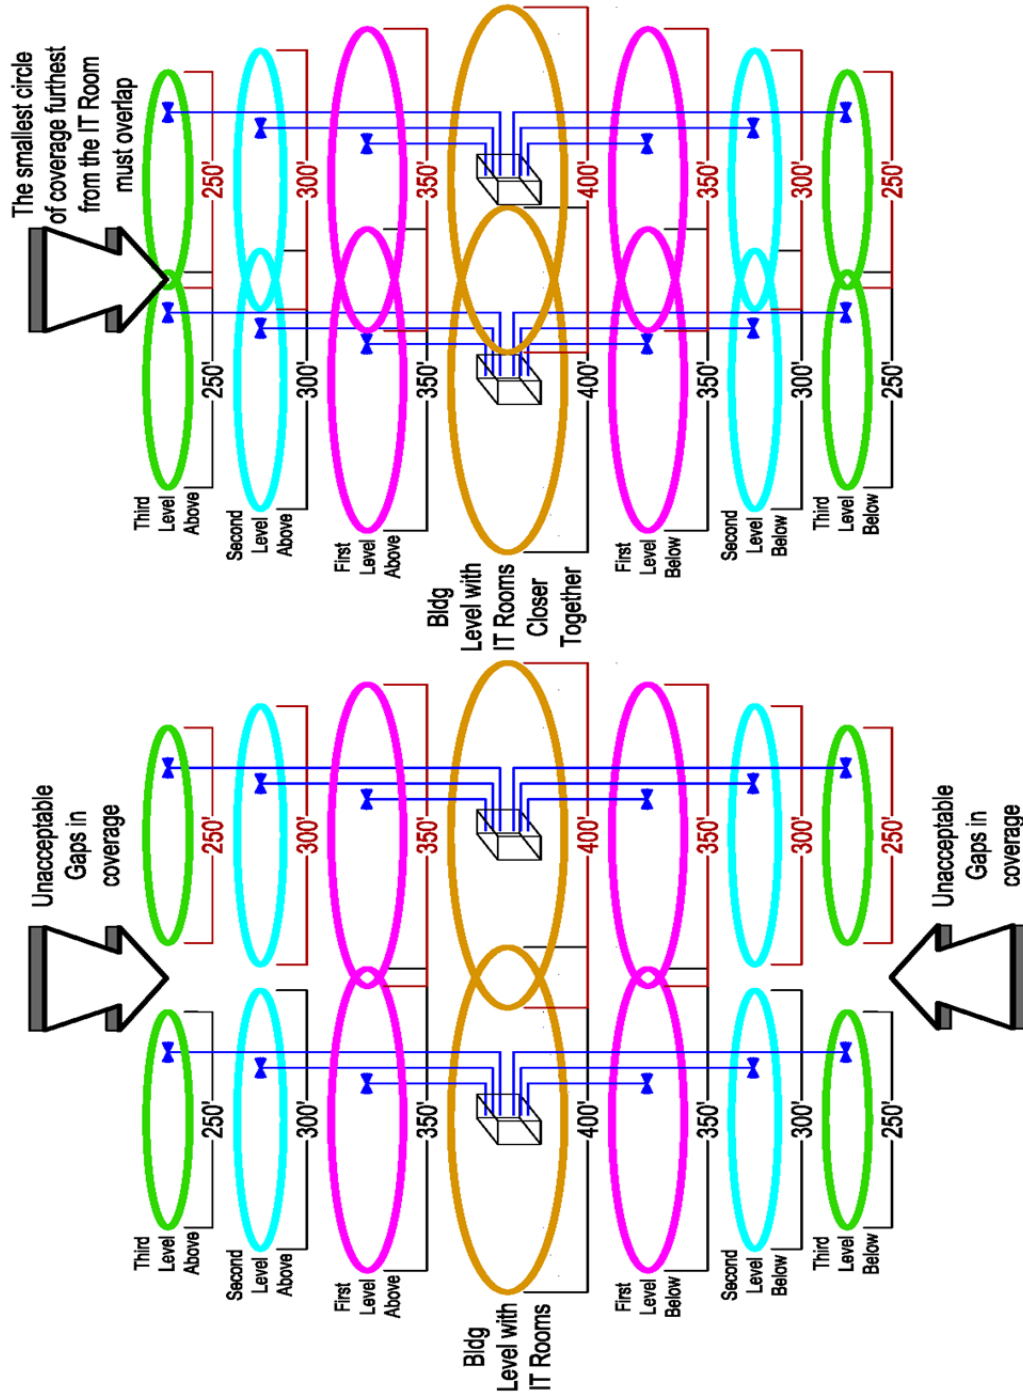 Unacceptable
Gaps in
coverage
Third
Level
Above
250'
250'
Second
Level
Above
300'
300'
First
Level
Above
350'
350'
Bldg
Level with
IT Rooms
400'
400'
First
Level
Below
350'
350'
Second
Level
Below
300'
300'
Third
Level
Below
250'
250'
Unacceptable
Gaps in
coverage
The smallest circle
of coverage furthest
from the IT Room
must overlap
Third
Level
Above
250'
250'
Second
Level
Above
300'
300'
First
Level
Above
350'
350'
Bldg
Level with
IT Rooms
Closer
Together
400'
400'
First
Level
Below
350'
350'
Second
Level
Below
300'
300'
Third
Level
Below
250'
250'